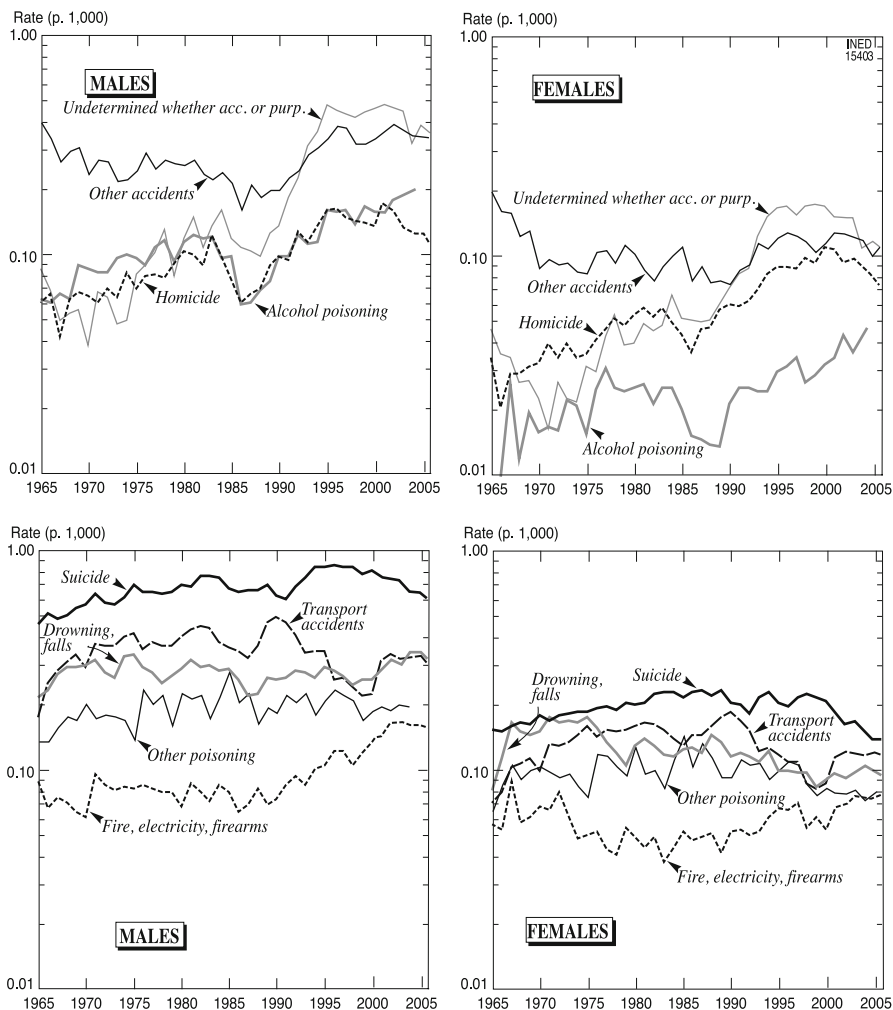 Rate (p. 1,000)
1.00
MALES
Undetermined whether acc. or purp.
Other accidents
0.10
Homicide
Alcohol poisoning
0.01
1965 1970 1975 1980 1985 1990 1995 2000 2005
Rate (p. 1,000)
1.00
INED
15403
FEMALES
Undetermined whether acc. or purp.
0.10
Other accidents
Homicide
Alcohol poisoning
0.01
1965 1970 1975 1980 1985 1990 1995 2000 2005
Rate (p. 1,000)
1.00
Suicide
Transport
accidents
Drowning,
falls
Other poisoning
0.10
Fire, electricity, firearms
MALES
0.01
1965 1970 1975 1980 1985 1990 1995 2000 2005
Rate (p. 1,000)
1.00
Drowning,
falls
Suicide
Transport
accidents
0.10
Other poisoning
Fire, electricity, firearms
FEMALES
0.01
1965 1970 1975 1980 1985 1990 1995 2000 2005